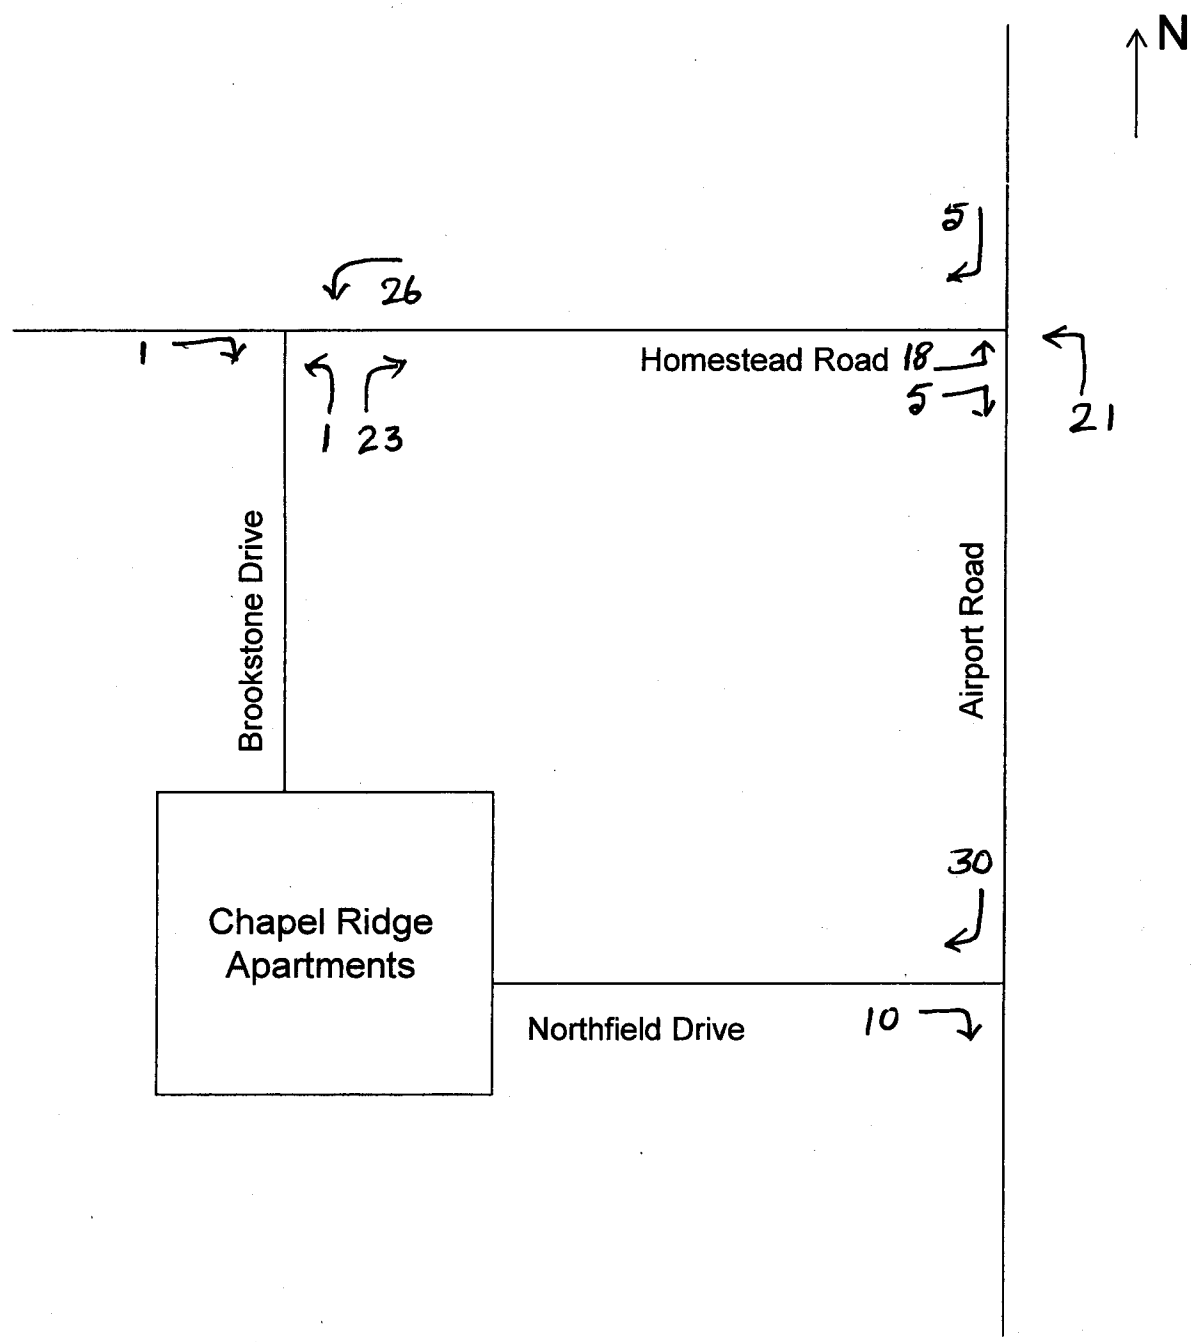 N
5
26
1
Homestead Road 18
5
21
1 23
Brookstone Drive
Airport Road
30
Chapel Ridge
Apartments
Northfield Drive
10